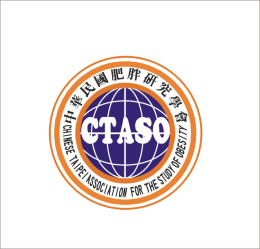 中華民國肥胖研究學會
CTASO
CHINESE TAIPEI ASSOCIATION FOR THE STUDY OF OBESITY